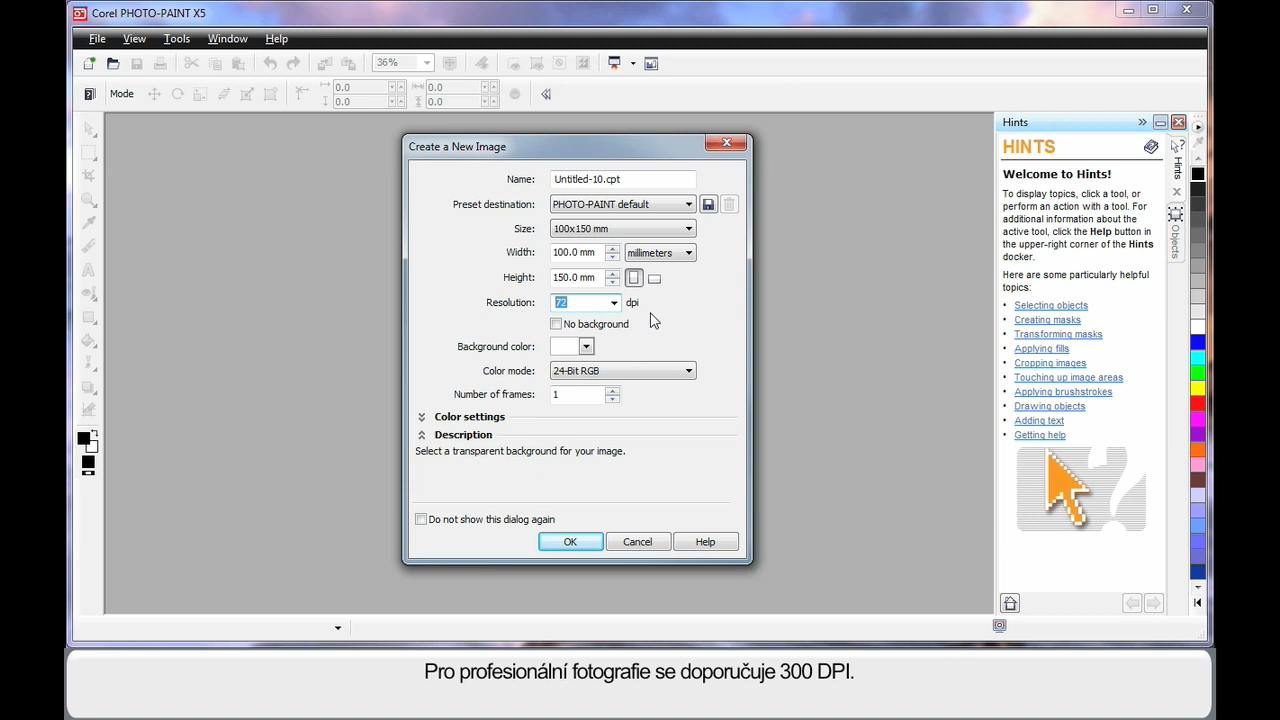 Corel PHOTO-PAINT X5
File View Tools Window Help
36%
Mode 0.0 0.0
0.0 0.0
Create a New Image
Name: Untitled-10.cpt
Preset destination: PHOTO-PAINT default
Size: 100x150 mm
Width: 100.0 mm millimeters
Height: 150.0 mm
Resolution: 72 dpi
No background
Background color:
Color mode: 24-Bit RGB
Number of frames: 1
Color settings
Description
Select a transparent background for your image.
Do not show this dialog again
OK Cancel Help
Hints
HINTS
Welcome to Hints!
To display topics, click a tool, or
perform an action with a tool. For
additional information about the
active tool, click the Help button in
the upper-right corner of the Hints
docker.
Here are some particularly helpful
topics:
• Selecting objects
• Creating masks
• Transforming masks
• Applying fills
• Cropping images
• Touching up image areas
• Applying brushstrokes
• Drawing objects
• Adding text
• Getting help
Hints
Objects
Pro profesionální fotografie se doporučuje 300 DPI.